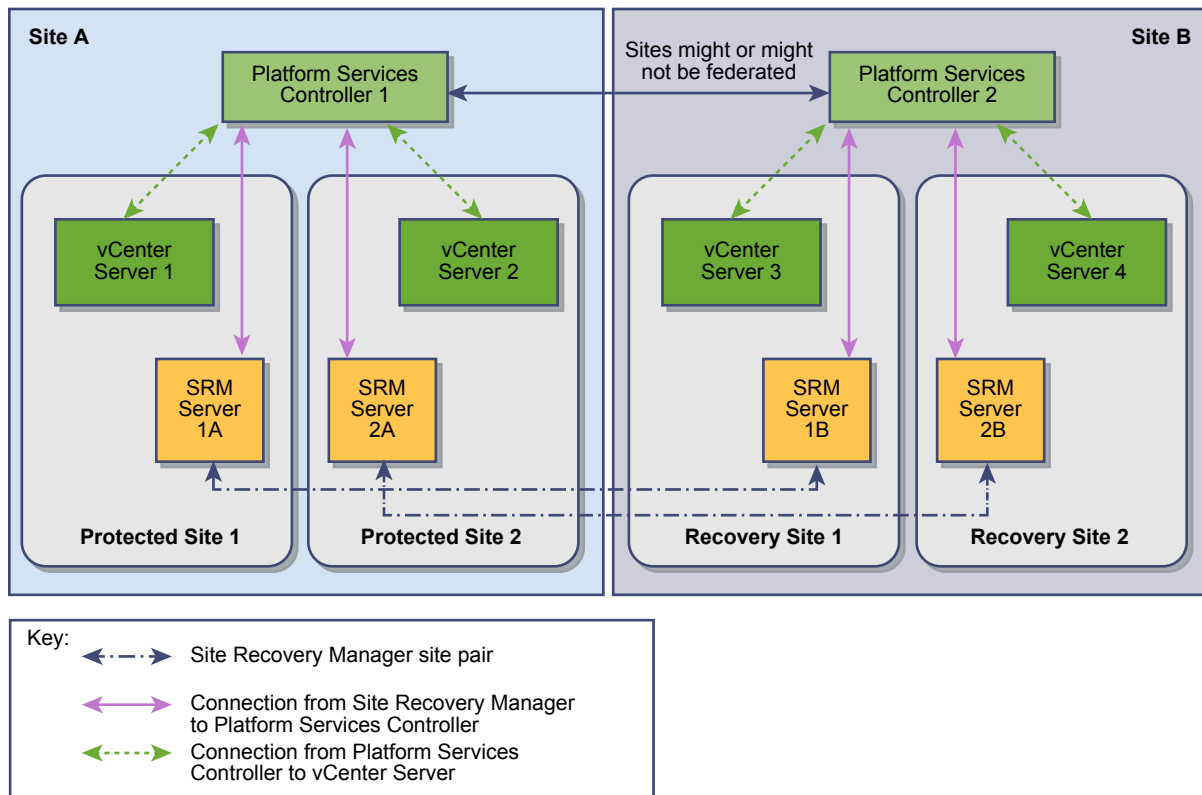 Site A
Site B
Sites might or might
not be federated
Platform Services
Controller 1
Platform Services
Controller 2
vCenter
Server 1
vCenter
Server 2
vCenter
Server 3
vCenter
Server 4
SRM
Server
1A
SRM
Server
2A
SRM
Server
1B
SRM
Server
2B
Protected Site 1
Protected Site 2
Recovery Site 1
Recovery Site 2
Key:
Site Recovery Manager site pair
Connection from Site Recovery Manager
to Platform Services Controller
Connection from Platform Services
Controller to vCenter Server